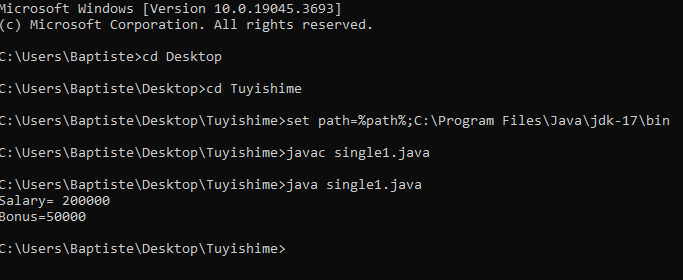 Microsoft Windows [Version 10.0.19045.3693]
(c) Microsoft Corporation. All rights reserved.
C:\Users\Baptiste>cd Desktop
C:\Users\Baptiste\Desktop>cd Tuyishime
C:\Users\Baptiste\Desktop\Tuyishime>set path=%path%;C:\Program Files\Java\jdk-17\bin
C:\Users\Baptiste\Desktop\Tuyishime>javac single1.java
C:\Users\Baptiste\Desktop\Tuyishime>java single1.java
Salary= 200000
Bonus=50000
C:\Users\Baptiste\Desktop\Tuyishime>